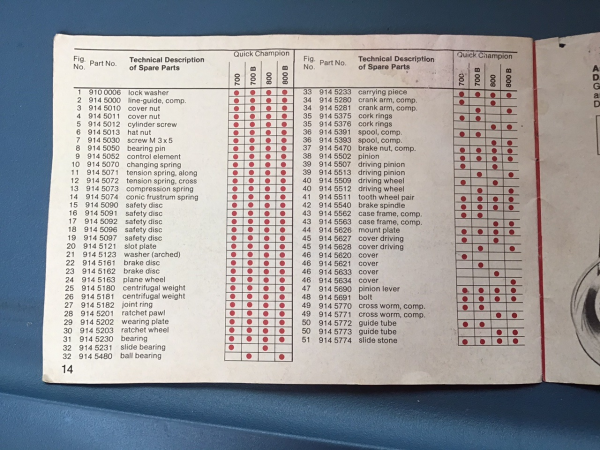 Fig. No. Part No. Technical Description of Spare Parts Quick Champion 700 700 B 800 800 B
1 910 0006 lock washer ● ● ● ●
2 914 5000 line-guide, comp. ● ● ● ●
3 914 5010 cover nut ● ● ● ●
4 914 5011 cover nut ● ● ● ●
5 914 5012 cylinder screw ● ● ● ●
6 914 5013 hat nut ● ● ● ●
7 914 5030 screw M 3 x 5 ● ● ● ●
8 914 5050 bearing pin ● ● ● ●
9 914 5052 control element ● ● ● ●
10 914 5070 changing spring ● ● ● ●
11 914 5071 tension spring, along ● ● ● ●
12 914 5072 tension spring, cross ● ● ● ●
13 914 5073 compression spring ● ● ● ●
14 914 5074 conic frustrum spring ● ● ● ●
15 914 5090 safety disc ● ● ● ●
16 914 5091 safety disc ● ● ● ●
17 914 5092 safety disc ● ● ● ●
18 914 5096 safety disc ● ● ● ●
19 914 5097 safety disc ● ● ● ●
20 914 5121 slot plate ● ● ● ●
21 914 5123 washer (arched) ● ● ● ●
22 914 5161 brake disc ● ● ● ●
23 914 5162 brake disc ● ● ● ●
24 914 5163 plane wheel ● ● ● ●
25 914 5180 centrifugal weight ● ● ● ●
26 914 5181 centrifugal weight ● ● ● ●
27 914 5182 joint ring ● ● ● ●
28 914 5201 ratchet pawl ● ● ● ●
29 914 5202 wearing plate ● ● ● ●
30 914 5203 ratchet wheel ● ● ● ●
31 914 5230 bearing ● ● ● ●
32 914 5231 slide bearing ● ●
32 914 5480 ball bearing ● ●
14
Fig. No. Part No. Technical Description of Spare Parts Quick Champion 700 700 B 800 800 B
33 914 5233 carrying piece ● ● ● ●
34 914 5280 crank arm, comp. ● ●
34 914 5281 crank arm, comp. ● ●
35 914 5375 cork rings ● ●
35 914 5376 cork rings ● ●
36 914 5391 spool, comp. ● ●
36 914 5393 spool, comp. ● ●
37 914 5470 brake nut, comp. ● ● ● ●
38 914 5502 pinion ● ● ● ●
39 914 5507 driving pinion ● ●
39 914 5513 driving pinion ● ●
40 914 5509 driving wheel ● ●
40 914 5512 driving wheel ● ●
41 914 5511 tooth wheel pair ● ● ● ●
42 914 5540 brake spindle ● ● ● ●
43 914 5562 case frame, comp. ● ●
43 914 5563 case frame, comp. ● ●
44 914 5626 mount plate ● ● ● ●
45 914 5627 cover driving ● ●
45 914 5628 cover driving ● ●
46 914 5620 cover ●
46 914 5621 cover ●
46 914 5633 cover ●
46 914 5634 cover ●
47 914 5690 pinion lever ● ● ● ●
48 914 5691 bolt ● ● ● ●
49 914 5770 cross worm, comp. ● ●
49 914 5771 cross worm, comp. ● ●
50 914 5772 guide tube ● ●
50 914 5773 guide tube ● ●
51 914 5774 slide stone ● ● ● ●